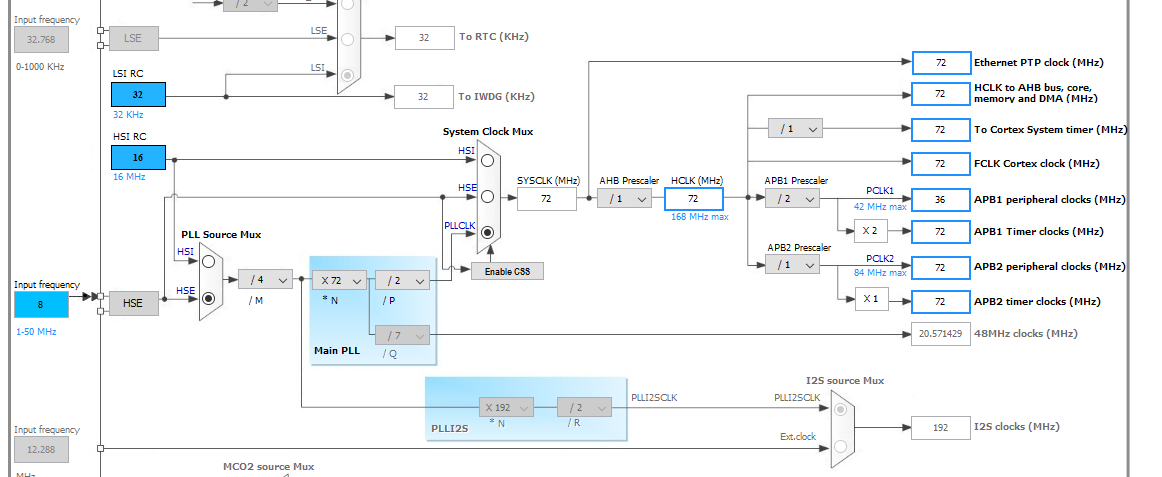 / 2
Input frequency
32.768
0-1000 KHz
LSE
LSE
32
To RTC (KHz)
LSI RC
32
32 KHz
LSI
32
To IWDG (KHz)
HSI RC
16
16 MHz
System Clock Mux
HSI
HSE
PLLCLK
SYSCLK (MHz)
72
AHB Prescaler
/ 1
HCLK (MHz)
72
168 MHz max
72
Ethernet PTP clock (MHz)
72
HCLK to AHB bus, core,
memory and DMA (MHz)
/ 1
72
To Cortex System timer (MHz)
72
FCLK Cortex clock (MHz)
APB1 Prescaler
/ 2
PCLK1
42 MHz max
36
APB1 peripheral clocks (MHz)
X 2
72
APB1 Timer clocks (MHz)
APB2 Prescaler
/ 1
PCLK2
84 MHz max
72
APB2 peripheral clocks (MHz)
X 1
72
APB2 timer clocks (MHz)
20.571429
48MHz clocks (MHz)
Enable CSS
PLL Source Mux
HSI
HSE
Input frequency
8
1-50 MHz
HSE
/ 4
/ M
X 72
* N
/ 2
/ P
/ 7
/ Q
Main PLL
PLLI2S
X 192
* N
/ 2
/ R
PLLI2SCLK
I2S source Mux
PLLI2SCLK
Ext.clock
192
I2S clocks (MHz)
Input frequency
12.288
MHz
MCO2 source Mux